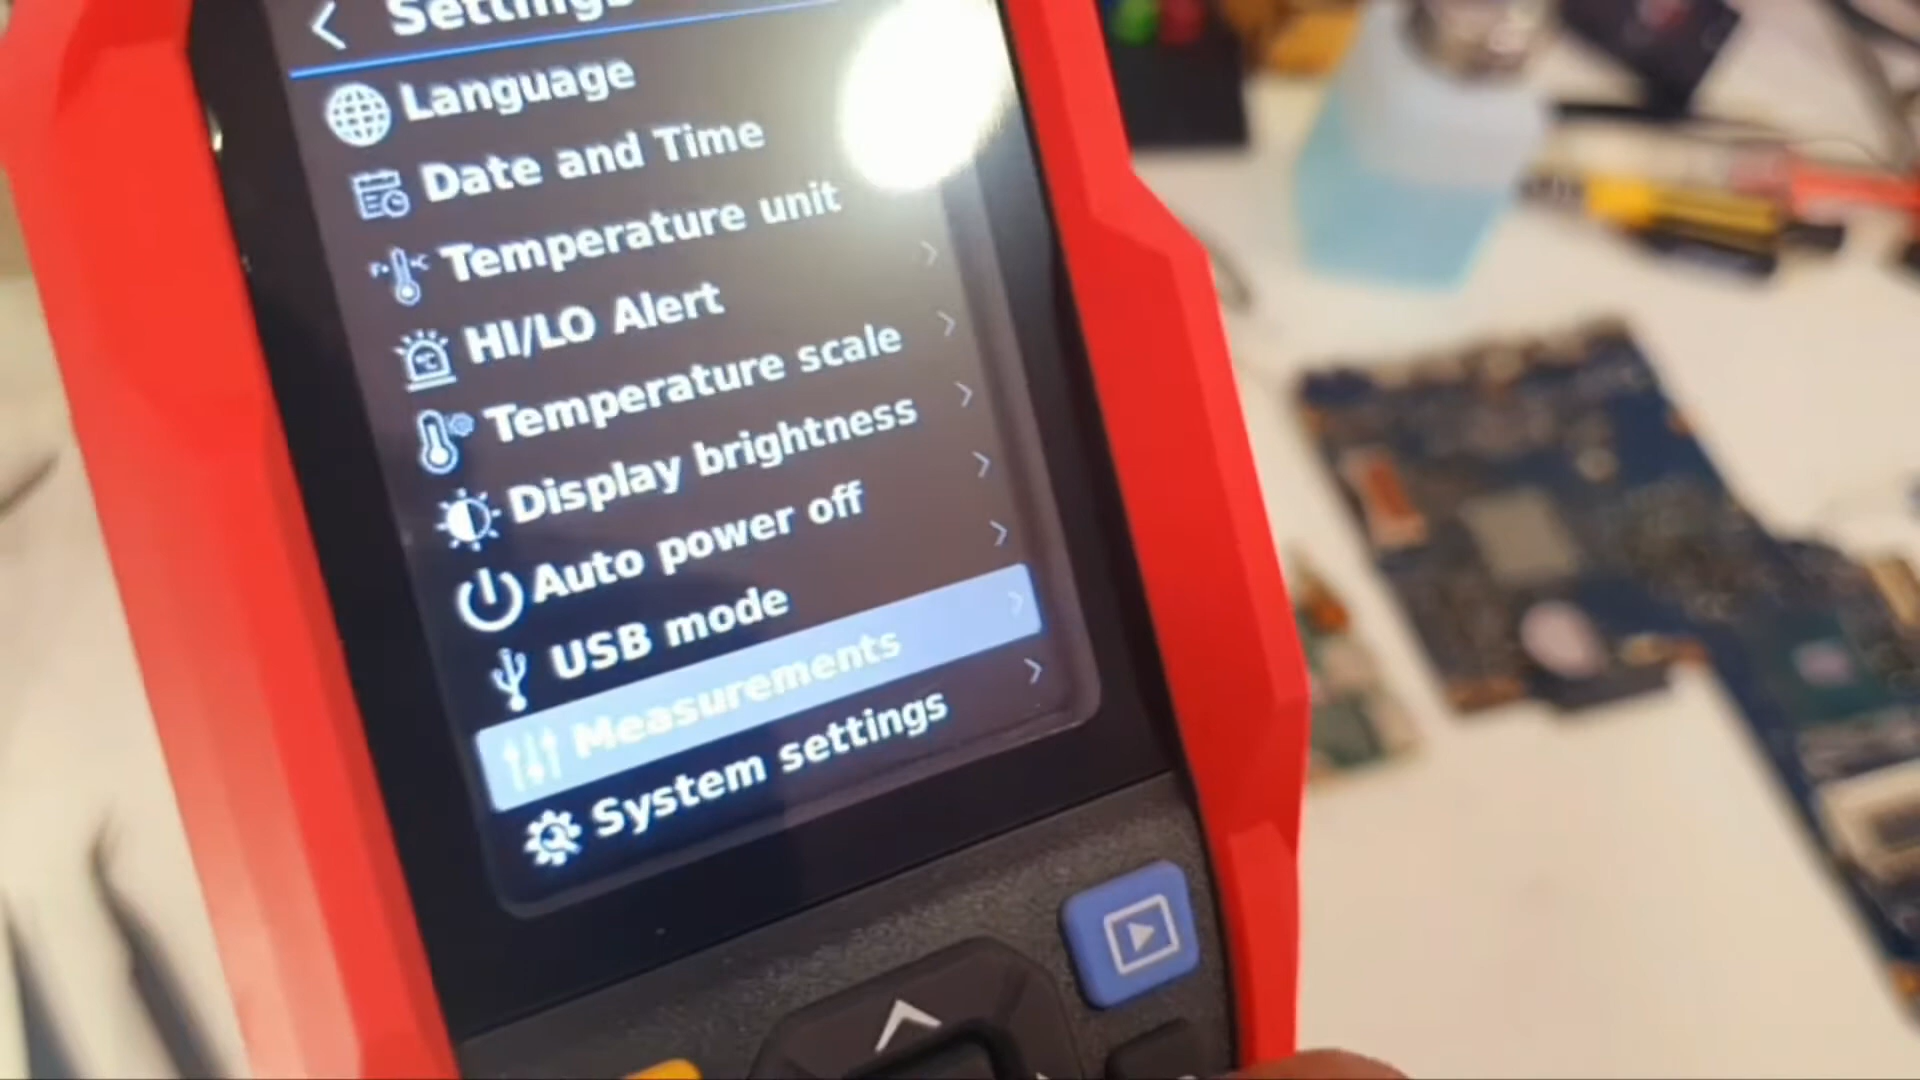 Settings
Language
Date and Time
Temperature unit
HI/LO Alert
Temperature scale
Display brightness
Auto power off
USB mode
Measurements
System settings